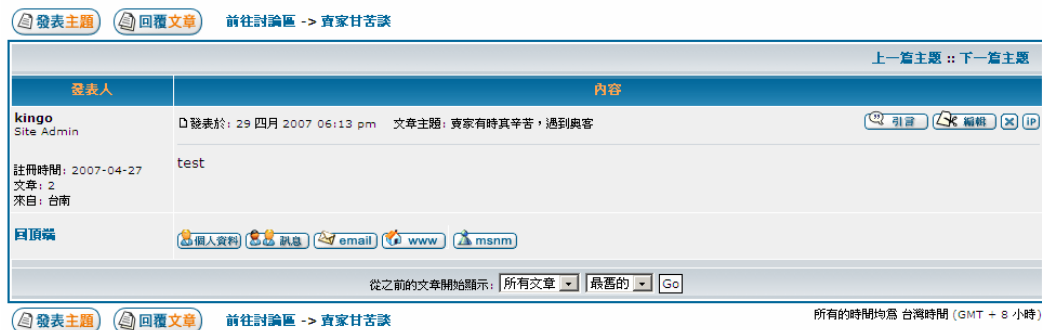 發表主題 回覆文章 前往討論區 -> 賣家甘苦談
上一篇主題 :: 下一篇主題
發表人 內容
kingo
Site Admin
發表於: 29 四月 2007 06:13 pm 文章主題: 賣家有時真辛苦，遇到奧客
引言 編輯 X IP
註冊時間: 2007-04-27
文章: 2
來自: 台南
test
回頂端
個人資料 訊息 email www msnm
從之前的文章開始顯示: 所有文章 最舊的 Go
發表主題 回覆文章 前往討論區 -> 賣家甘苦談
所有的時間均為 台灣時間 (GMT + 8 小時)